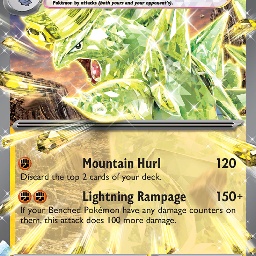 Pokémon by attacks (both yours and your opponent's).
Mountain Hurl 120
Discard the top 2 cards of your deck.
Lightning Rampage 150+
If your Benched Pokémon have any damage counters on
them, this attack does 100 more damage.